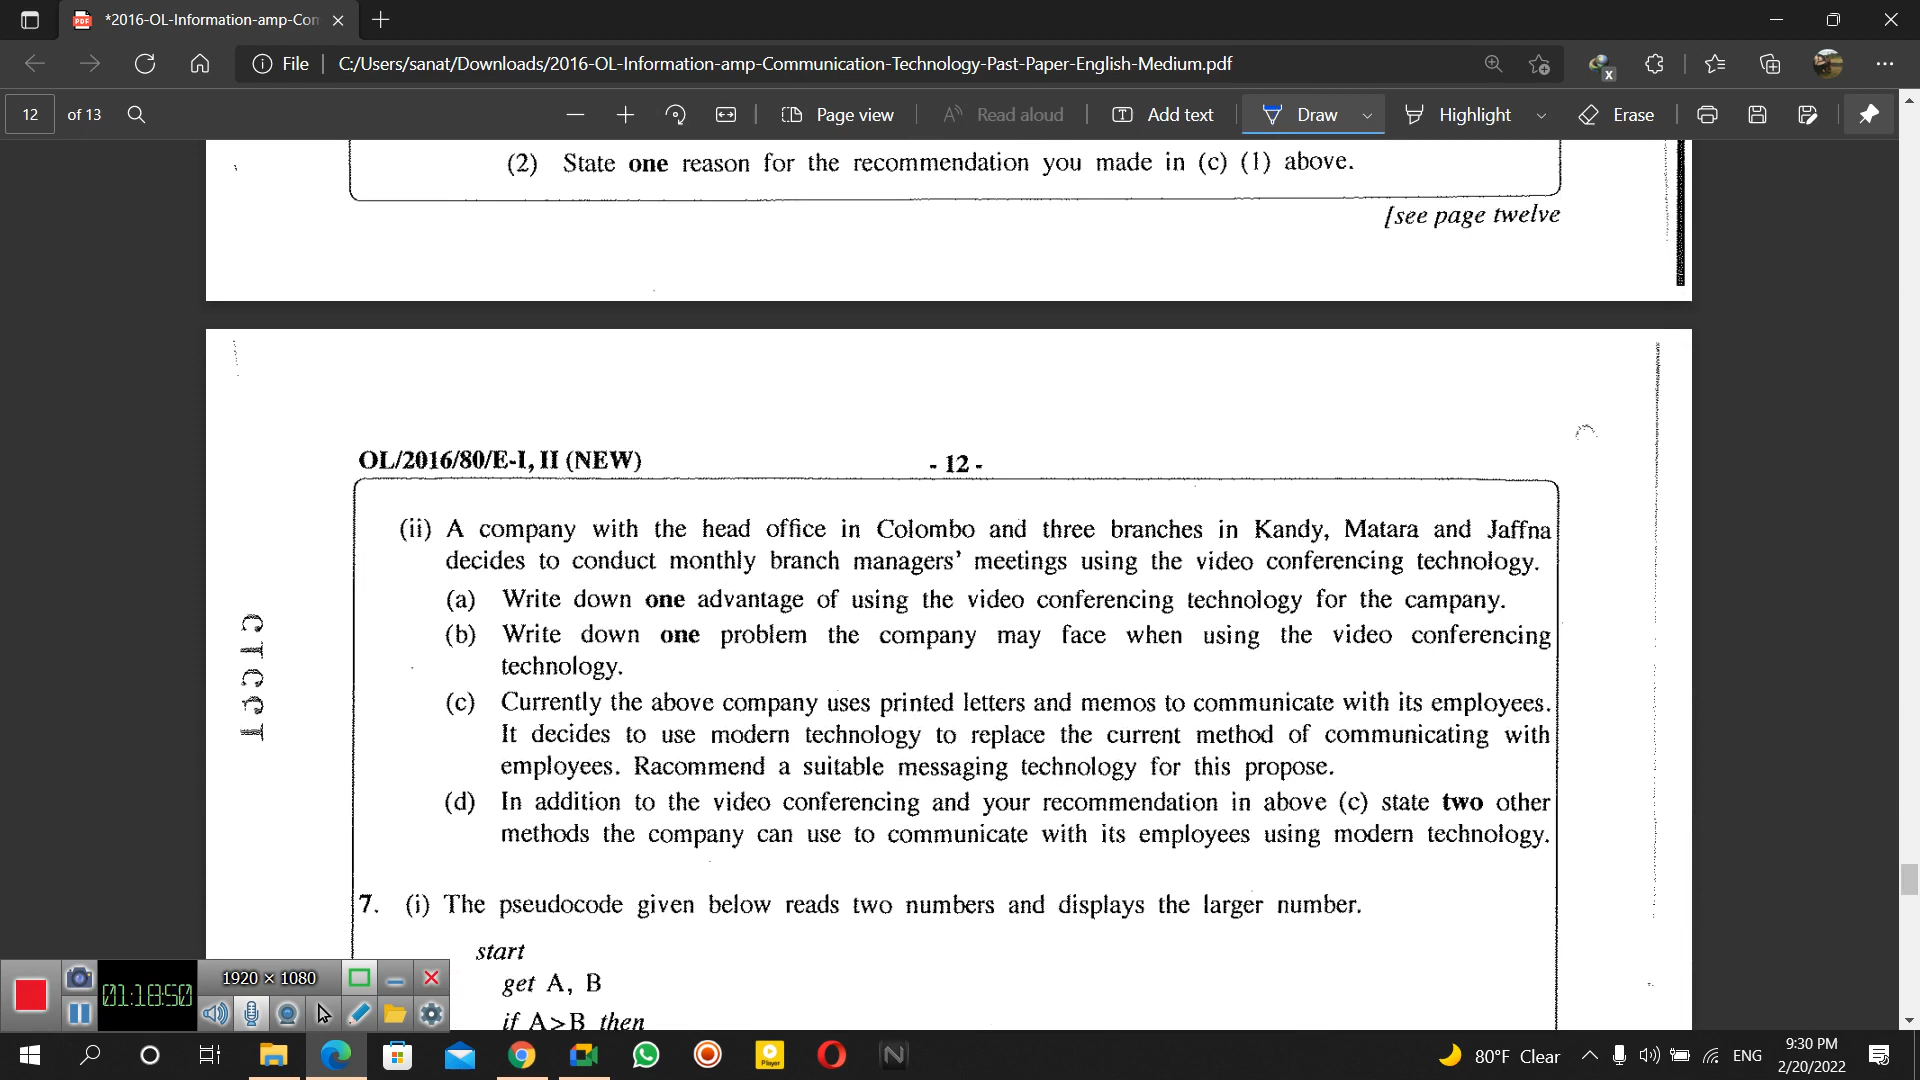 *2016-OL-Information-amp-Con
File
C:/Users/sanat/Downloads/2016-OL-Information-amp-Communication-Technology-Past-Paper-English-Medium.pdf
12 of 13
Page view
Read aloud
Add text
Draw
Highlight
Erase
(2) State one reason for the recommendation you made in (c) (1) above.
[see page twelve
OL/2016/80/E-I, II (NEW)
- 12 -
(ii) A company with the head office in Colombo and three branches in Kandy, Matara and Jaffna
decides to conduct monthly branch managers' meetings using the video conferencing technology.
(a) Write down one advantage of using the video conferencing technology for the campany.
(b) Write down one problem the company may face when using the video conferencing
technology.
(c) Currently the above company uses printed letters and memos to communicate with its employees.
It decides to use modern technology to replace the current method of communicating with
employees. Racommend a suitable messaging technology for this propose.
(d) In addition to the video conferencing and your recommendation in above (c) state two other
methods the company can use to communicate with its employees using modern technology.
7. (i) The pseudocode given below reads two numbers and displays the larger number.
start
get A, B
if A>B then
1920 × 1080
01:18:50
80°F Clear
ENG
9:30 PM
2/20/2022